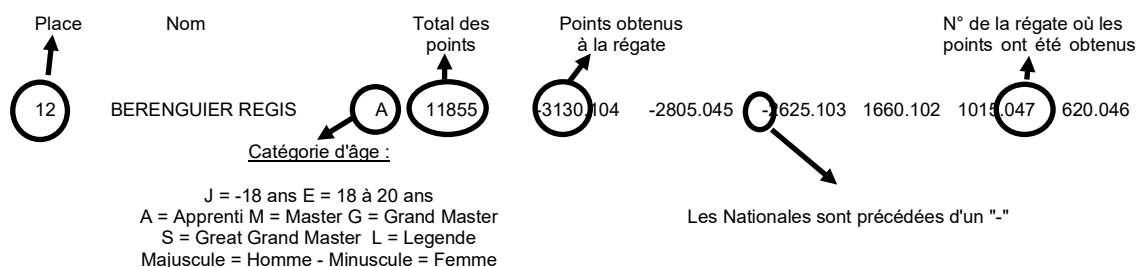 Place Nom Total des points Points obtenus à la régate N° de la régate où les points ont été obtenus
12 BERENGUIER REGIS A 11855 -3130.104 -2805.045 -2625.103 1660.102 1015.047 620.046
Catégorie d'âge :
J = -18 ans E = 18 à 20 ans
A = Apprenti M = Master G = Grand Master
S = Great Grand Master L = Legende
Majuscule = Homme - Minuscule = Femme
Les Nationales sont précédées d'un "-"